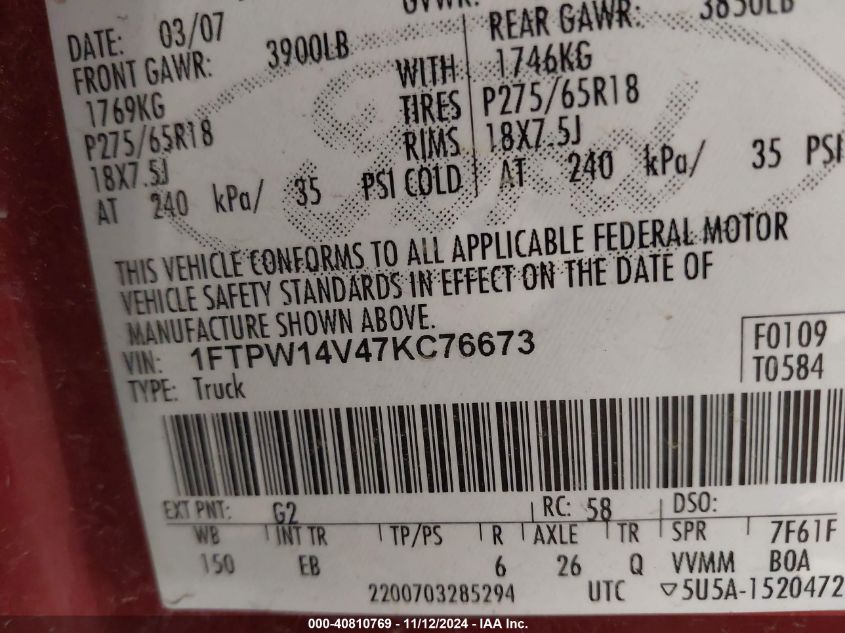 GVWR:
DATE: 03/07
FRONT GAWR: 3900LB
1769KG
P275/65R18
18X7.5J
AT 240 kPa/ 35 PSI COLD
WITH
TIRES
RIMS
REAR GAWR: 3850LB
1746KG
P275/65R18
18X7.5J
AT 240 kPa/ 35 PSI
THIS VEHICLE CONFORMS TO ALL APPLICABLE FEDERAL MOTOR
VEHICLE SAFETY STANDARDS IN EFFECT ON THE DATE OF
MANUFACTURE SHOWN ABOVE.
VIN: 1FTPW14V47KC76673
TYPE: Truck
F0109
T0584
EXT PNT: G2 RC: 58 DSO:
WB INT TR TP/PS R AXLE TR SPR 7F61F
150 EB 6 26 Q VVMM BOA
2200703285294 UTC ▽5U5A-1520472
000-40810769 - 11/12/2024 - IAA Inc.